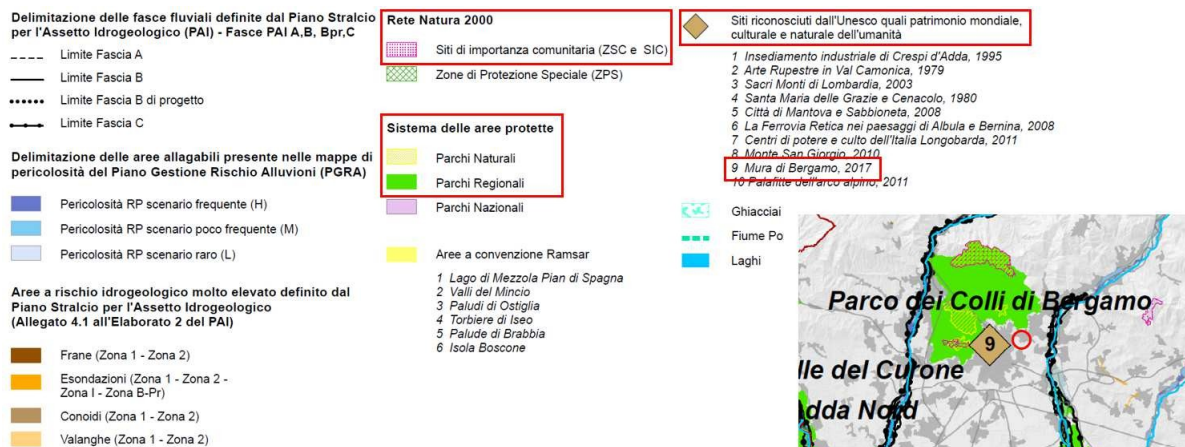 Delimitazione delle fasce fluviali definite dal Piano Stralcio
per l'Assetto Idrogeologico (PAI) - Fasce PAI A,B, Bpr,C
Limite Fascia A
Limite Fascia B
Limite Fascia B di progetto
Limite Fascia C
Delimitazione delle aree allagabili presente nelle mappe di
pericolosità del Piano Gestione Rischio Alluvioni (PGRA)
Pericolosità RP scenario frequente (H)
Pericolosità RP scenario poco frequente (M)
Pericolosità RP scenario raro (L)
Aree a rischio idrogeologico molto elevato definito dal
Piano Stralcio per l'Assetto Idrogeologico
(Allegato 4.1 all'Elaborato 2 del PAI)
Frane (Zona 1 - Zona 2)
Esondazioni (Zona 1 - Zona 2 -
Zona I - Zona B-Pr)
Conoidi (Zona 1 - Zona 2)
Valanghe (Zona 1 - Zona 2)
Rete Natura 2000
Siti di importanza comunitaria (ZSC e SIC)
Zone di Protezione Speciale (ZPS)
Sistema delle aree protette
Parchi Naturali
Parchi Regionali
Parchi Nazionali
Aree a convenzione Ramsar
1 Lago di Mezzola Pian di Spagna
2 Valli del Mincio
3 Paludi di Ostiglia
4 Torbiere di Iseo
5 Palude di Brabbia
6 Isola Boscone
Siti riconosciuti dall'Unesco quali patrimonio mondiale,
culturale e naturale dell'umanità
1 Insediamento industriale di Crespi d'Adda, 1995
2 Arte Rupestre in Val Camonica, 1979
3 Sacri Monti di Lombardia, 2003
4 Santa Maria delle Grazie e Cenacolo, 1980
5 Città di Mantova e Sabbioneta, 2008
6 La Ferrovia Retica nei paesaggi di Albula e Bernina, 2008
7 Centri di potere e culto dell'Italia Longobarda, 2011
8 Monte San Giorgio, 2010
9 Mura di Bergamo, 2017
10 Palafitte dell'arco alpino, 2011
Ghiacciai
Fiume Po
Laghi
Parco dei Colli di Bergamo
9
lle del Curone
dda Nord